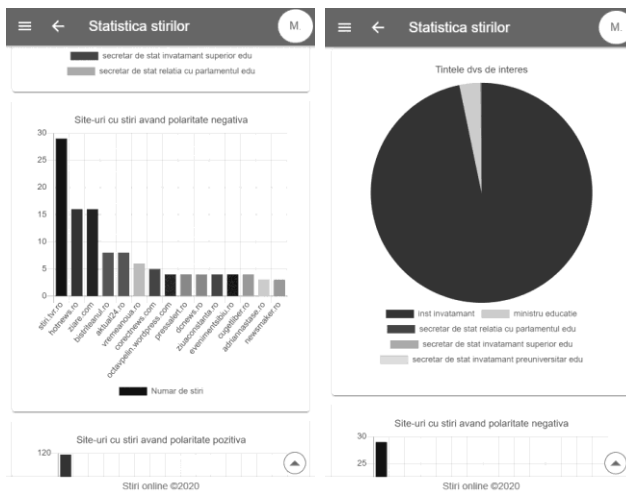 Statistica stirilor
M.
secretar de stat invatamant superior edu
secretar de stat relatia cu parlamentul edu
Site-uri cu stiri avand polaritate negativa
30
25
20
15
10
5
0
stiri.tvr.ro
hotnews.ro
ziare.com
bistriteanul.ro
aktual24.ro
vremeanoua.ro
corectnews.com
octavpelin.wordpress.com
presalert.ro
dcnews.ro
ziuaconstanta.ro
evenimentsibiu.ro
cugetliber.ro
adriannastase.ro
newsmaker.ro
Numar de stiri
Site-uri cu stiri avand polaritate pozitiva
120
Stiri online ©2020
Statistica stirilor
M.
Tintele dvs de interes
inst invatamant
ministru educatie
secretar de stat relatia cu parlamentul edu
secretar de stat invatamant superior edu
secretar de stat invatamant preuniversitar edu
Site-uri cu stiri avand polaritate negativa
30
25
Stiri online ©2020